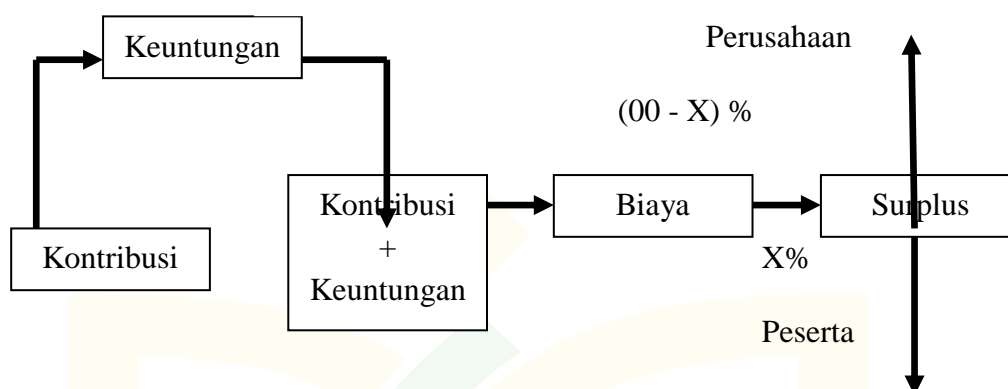 Keuntungan
Perusahaan
(00 - X) %
Kontribusi
+
Keuntungan
Biaya
Surplus
Kontribusi
X%
Peserta